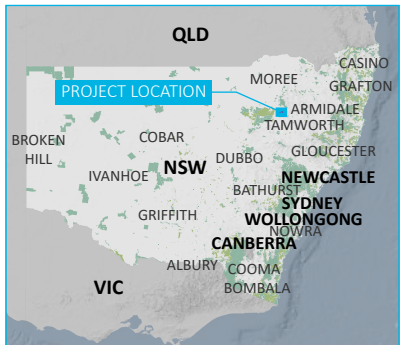 QLD
CASINO
MOREE
GRAFTON
PROJECT LOCATION
ARMIDALE
TAMWORTH
BROKEN
HILL
COBAR
GLOUCESTER
DUBBO
NSW
IVANHOE
NEWCASTLE
BATHURST
SYDNEY
GRIFFITH
WOLLONGONG
NOWRA
CANBERRA
ALBURY
COOMA
VIC
BOMBALA